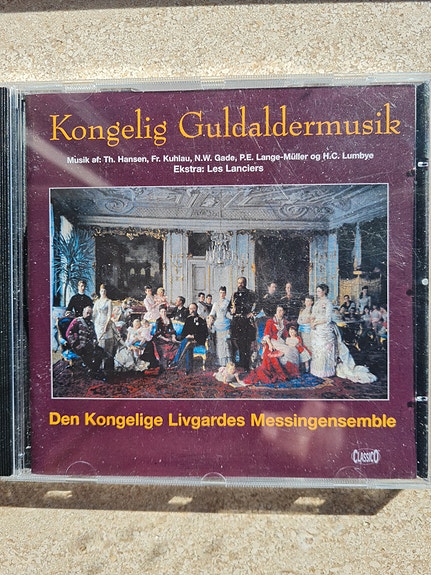 Kongelig Guldaldermusik
Musik af: Th. Hansen, Fr. Kuhlau, N.W. Gade, P.E. Lange-Müller og H.C. Lumbye
Ekstra: Les Lanciers
Den Kongelige Livgardes Messingensemble
CLASSICO